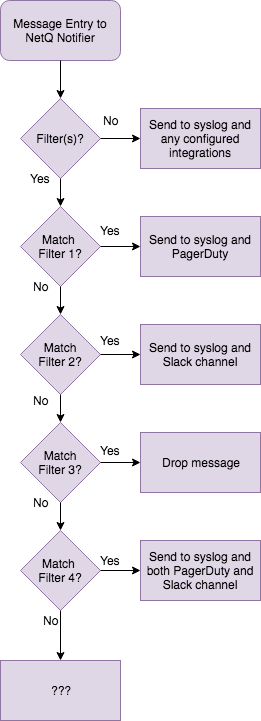 Message Entry to
NetQ Notifier
Filter(s)?
No
Send to syslog and
any configured
integrations
Yes
Match
Filter 1?
Yes
Send to syslog and
PagerDuty
No
Match
Filter 2?
Yes
Send to syslog and
Slack channel
No
Match
Filter 3?
Yes
Drop message
No
Match
Filter 4?
Yes
Send to syslog and
both PagerDuty and
Slack channel
No
???